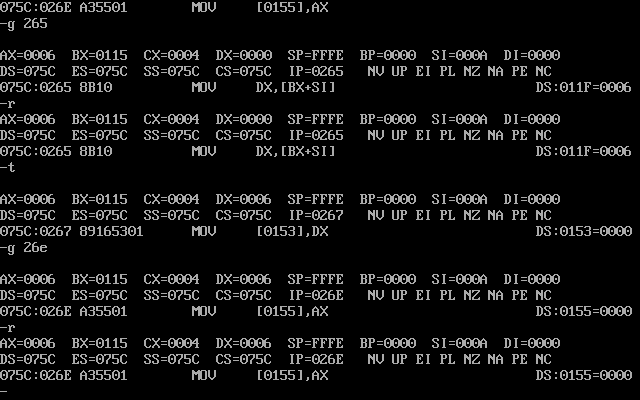 075C:026E A35501        MOV     [0155],AX
-g 265

AX=0006  BX=0115  CX=0004  DX=0000  SP=FFFE  BP=0000  SI=000A  DI=0000
DS=075C  ES=075C  SS=075C  CS=075C  IP=0265   NV UP EI PL NZ NA PE NC
075C:0265 8B10          MOV     DX,[BX+SI]                         DS:011F=0006
-r
AX=0006  BX=0115  CX=0004  DX=0000  SP=FFFE  BP=0000  SI=000A  DI=0000
DS=075C  ES=075C  SS=075C  CS=075C  IP=0265   NV UP EI PL NZ NA PE NC
075C:0265 8B10          MOV     DX,[BX+SI]                         DS:011F=0006
-t

AX=0006  BX=0115  CX=0004  DX=0006  SP=FFFE  BP=0000  SI=000A  DI=0000
DS=075C  ES=075C  SS=075C  CS=075C  IP=0267   NV UP EI PL NZ NA PE NC
075C:0267 89165301      MOV     [0153],DX                          DS:0153=0000
-g 26e

AX=0006  BX=0115  CX=0004  DX=0006  SP=FFFE  BP=0000  SI=000A  DI=0000
DS=075C  ES=075C  SS=075C  CS=075C  IP=026E   NV UP EI PL NZ NA PE NC
075C:026E A35501        MOV     [0155],AX                          DS:0155=0000
-r
AX=0006  BX=0115  CX=0004  DX=0006  SP=FFFE  BP=0000  SI=000A  DI=0000
DS=075C  ES=075C  SS=075C  CS=075C  IP=026E   NV UP EI PL NZ NA PE NC
075C:026E A35501        MOV     [0155],AX                          DS:0155=0000
-